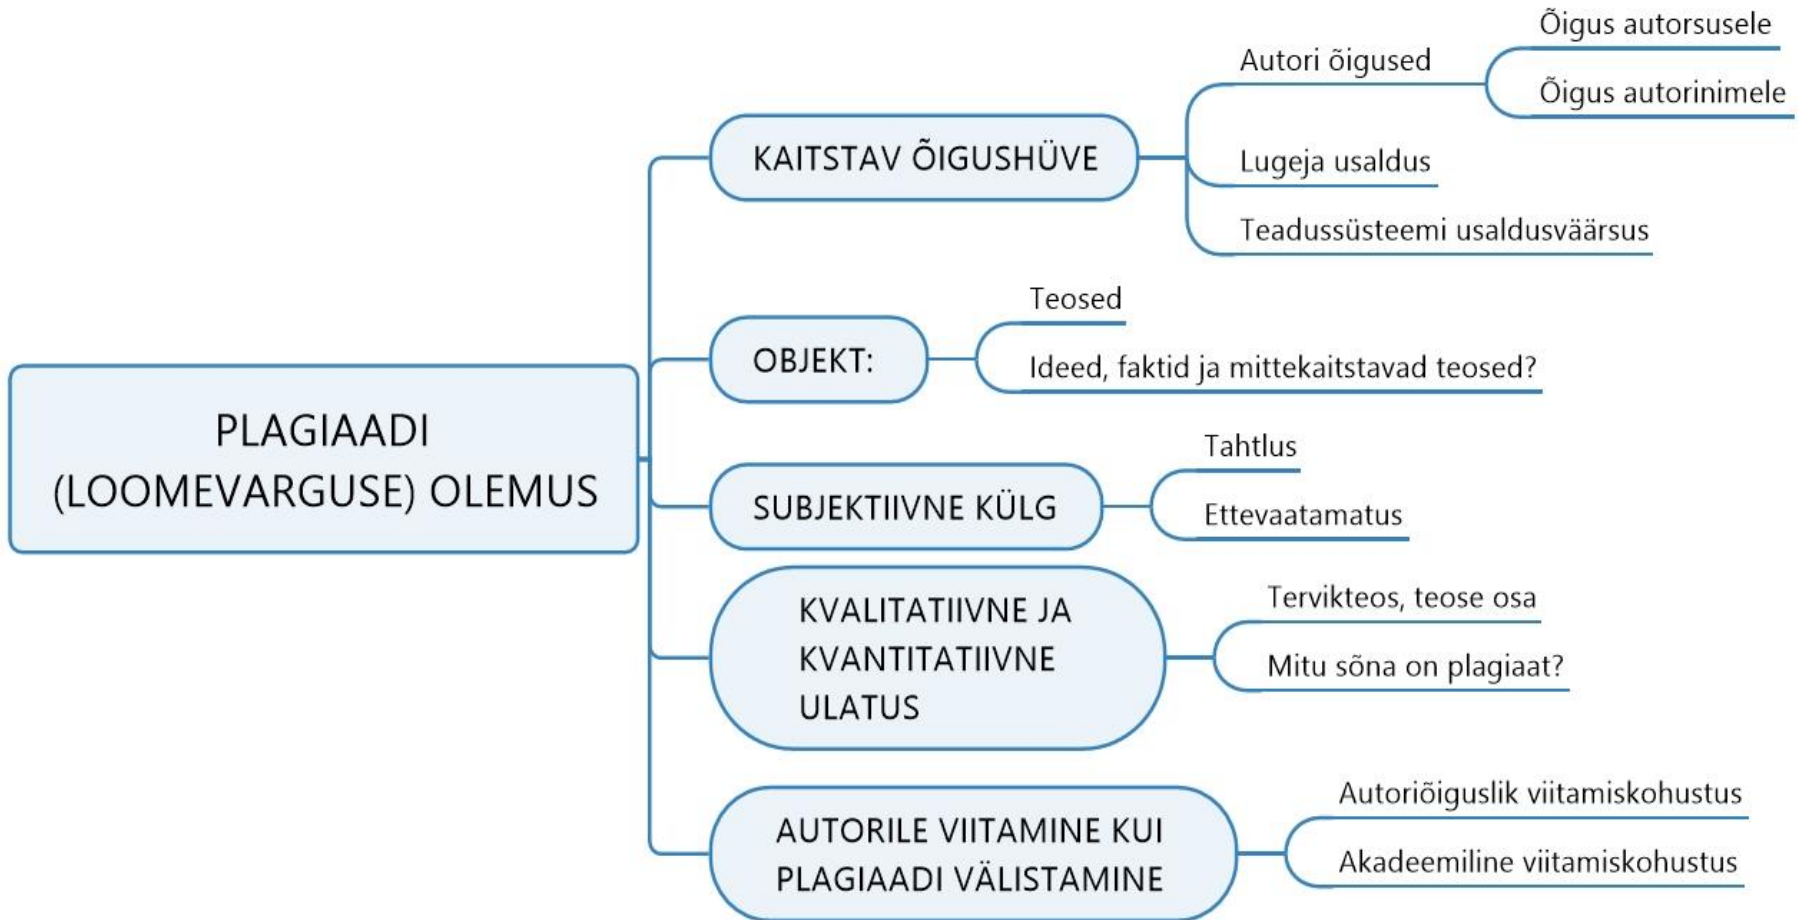 PLAGIAADI
(LOOMEVARGUSE) OLEMUS
KAITSTAV ÕIGUSHÜVE
Autori õigused
Õigus autorsusele
Õigus autorinimele
Lugeja usaldus
Teadussüsteemi usaldusväärsus
OBJEKT:
Teosed
Ideed, faktid ja mittekaitstavad teosed?
SUBJEKTIIVNE KÜLG
Tahtlus
Ettevaatamatus
KVALITATIIVNE JA
KVANTITATIIVNE
ULATUS
Tervikteos, teose osa
Mitu sõna on plagiaat?
AUTORILE VIITAMINE KUI
PLAGIAADI VÄLISTAMINE
Autoriõiguslik viitamiskohustus
Akadeemiline viitamiskohustus